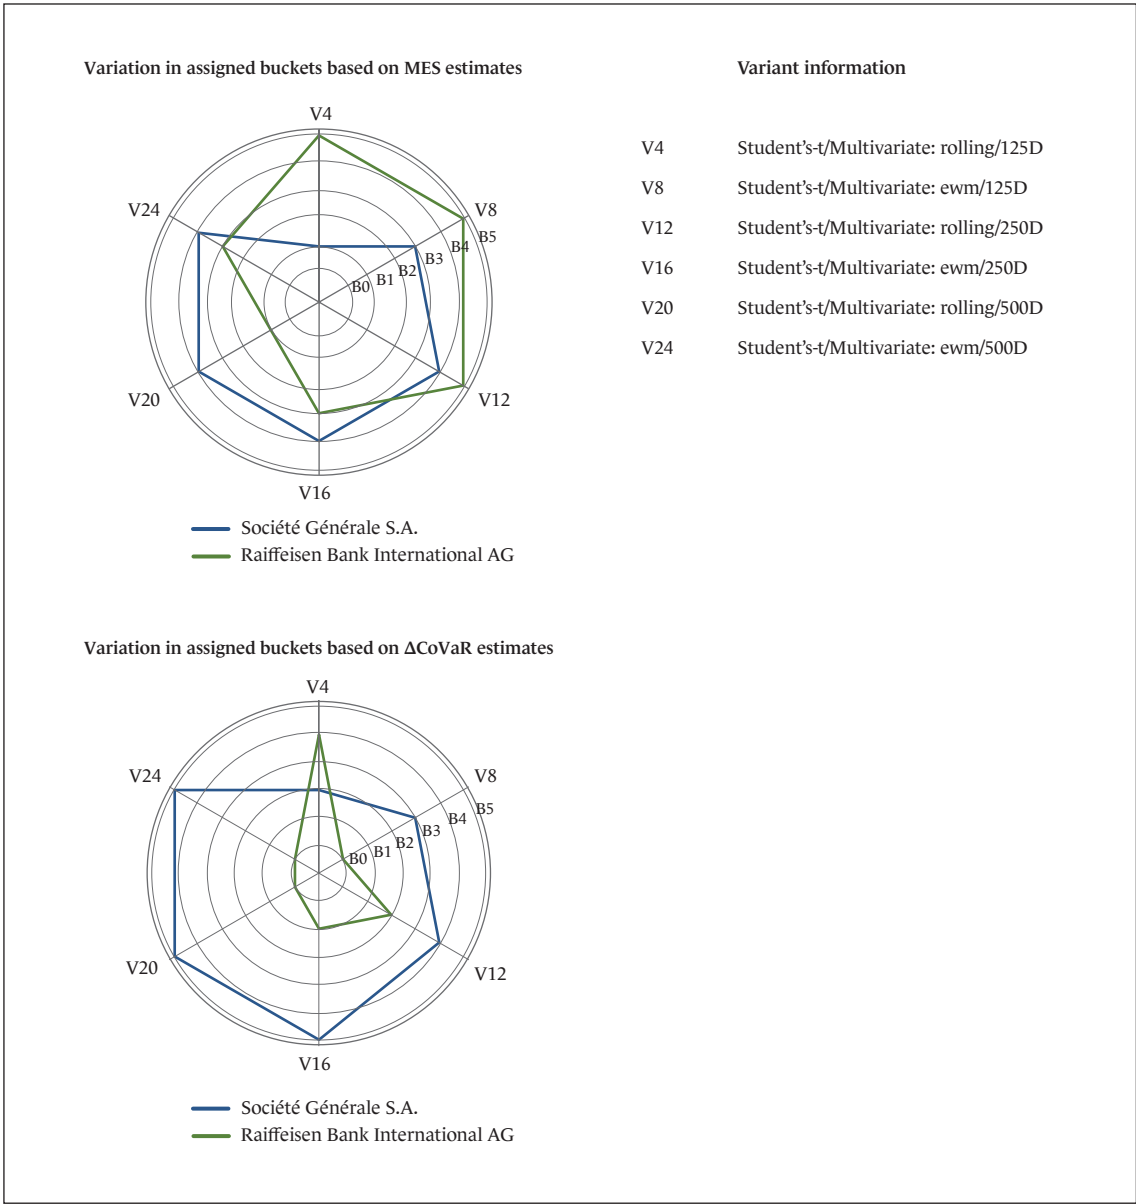 Variation in assigned buckets based on MES estimates
Variant information
V4
V8
V12
V16
V20
V24
B0
B1
B2
B3
B4
B5
Société Générale S.A.
Raiffeisen Bank International AG
V4 Student's-t/Multivariate: rolling/125D
V8 Student's-t/Multivariate: ewm/125D
V12 Student's-t/Multivariate: rolling/250D
V16 Student's-t/Multivariate: ewm/250D
V20 Student's-t/Multivariate: rolling/500D
V24 Student's-t/Multivariate: ewm/500D
Variation in assigned buckets based on ΔCoVaR estimates
V4
V8
V12
V16
V20
V24
B0
B1
B2
B3
B4
B5
Société Générale S.A.
Raiffeisen Bank International AG